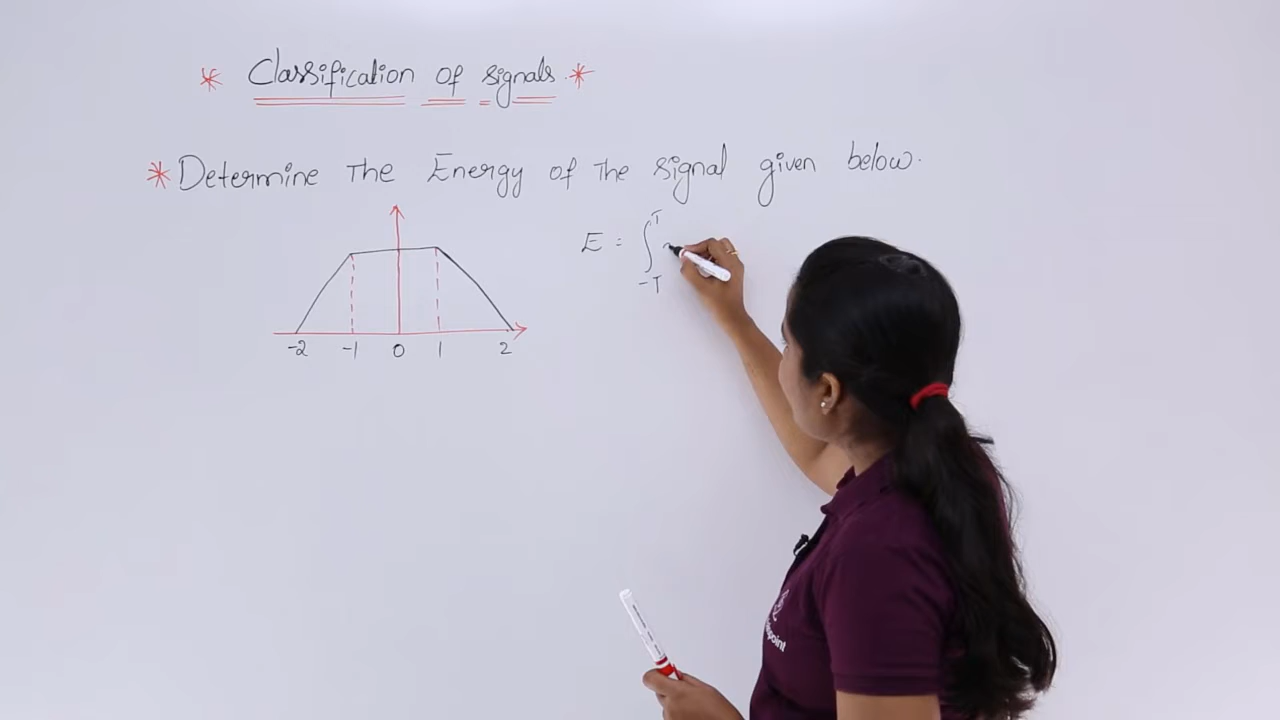 * Classification of signals. *
* Determine The Energy of The signal given below.
E = ∫ T -T
-2 -1 0 1 2